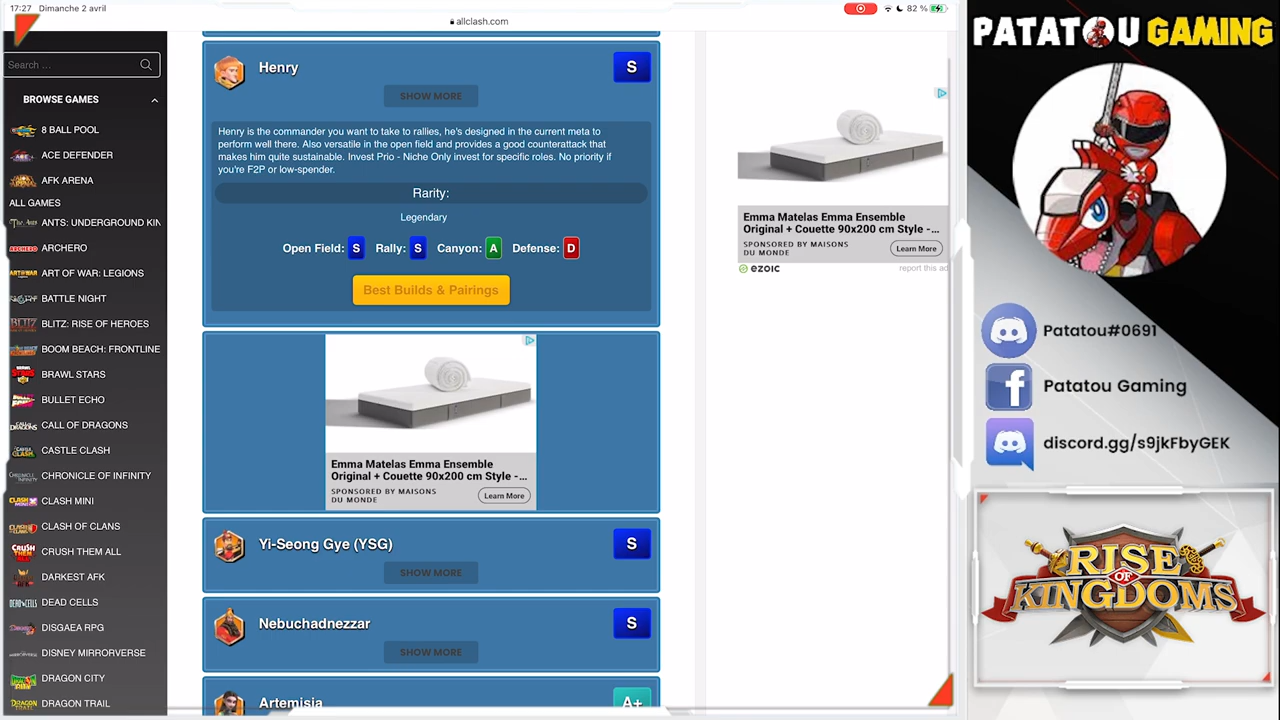 17:27 Dimanche 2 avril
82 %
allclash.com
Search ...
BROWSE GAMES
8 BALL POOL
ACE DEFENDER
AFK ARENA
ALL GAMES
ANTS: UNDERGROUND KIN
ARCHERO
ART OF WAR: LEGIONS
BATTLE NIGHT
BLITZ: RISE OF HEROES
BOOM BEACH: FRONTLINE
BRAWL STARS
BULLET ECHO
CALL OF DRAGONS
CASTLE CLASH
CHRONICLE OF INFINITY
CLASH MINI
CLASH OF CLANS
CRUSH THEM ALL
DARKEST AFK
DEAD CELLS
DISGAEA RPG
DISNEY MIRRORVERSE
DRAGON CITY
DRAGON TRAIL
Henry
S
SHOW MORE
Henry is the commander you want to take to rallies, he's designed in the current meta to
perform well there. Also versatile in the open field and provides a good counterattack that
makes him quite sustainable. Invest Prio - Niche Only invest for specific roles. No priority if
you're F2P or low-spender.
Rarity:
Legendary
Open Field: S Rally: S Canyon: A Defense: D
Best Builds & Pairings
Emma Matelas Emma Ensemble
Original + Couette 90x200 cm Style -...
SPONSORED BY MAISONS
DU MONDE
Learn More
Yi-Seong Gye (YSG)
S
SHOW MORE
Nebuchadnezzar
S
SHOW MORE
Artemisia
A+
Emma Matelas Emma Ensemble
Original + Couette 90x200 cm Style -...
SPONSORED BY MAISONS
DU MONDE
Learn More
ezoic
report this ad
PATATOU GAMING
Patatou#0691
Patatou Gaming
discord.gg/s9jkFbyGEK
RISE
OF
KINGDOMS